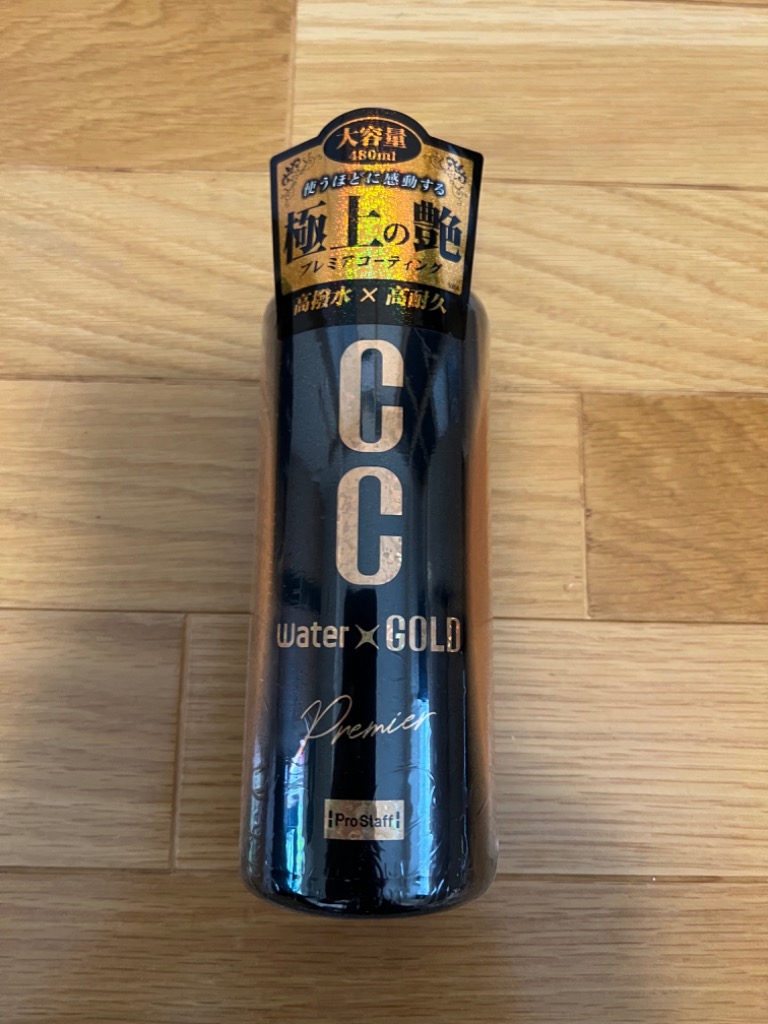 大容量
480ml
使うほどに感動する
極上の艶
プレミアコーティング
高撥水×高耐久
C
C
Water × GOLD
Premier
ProStaff